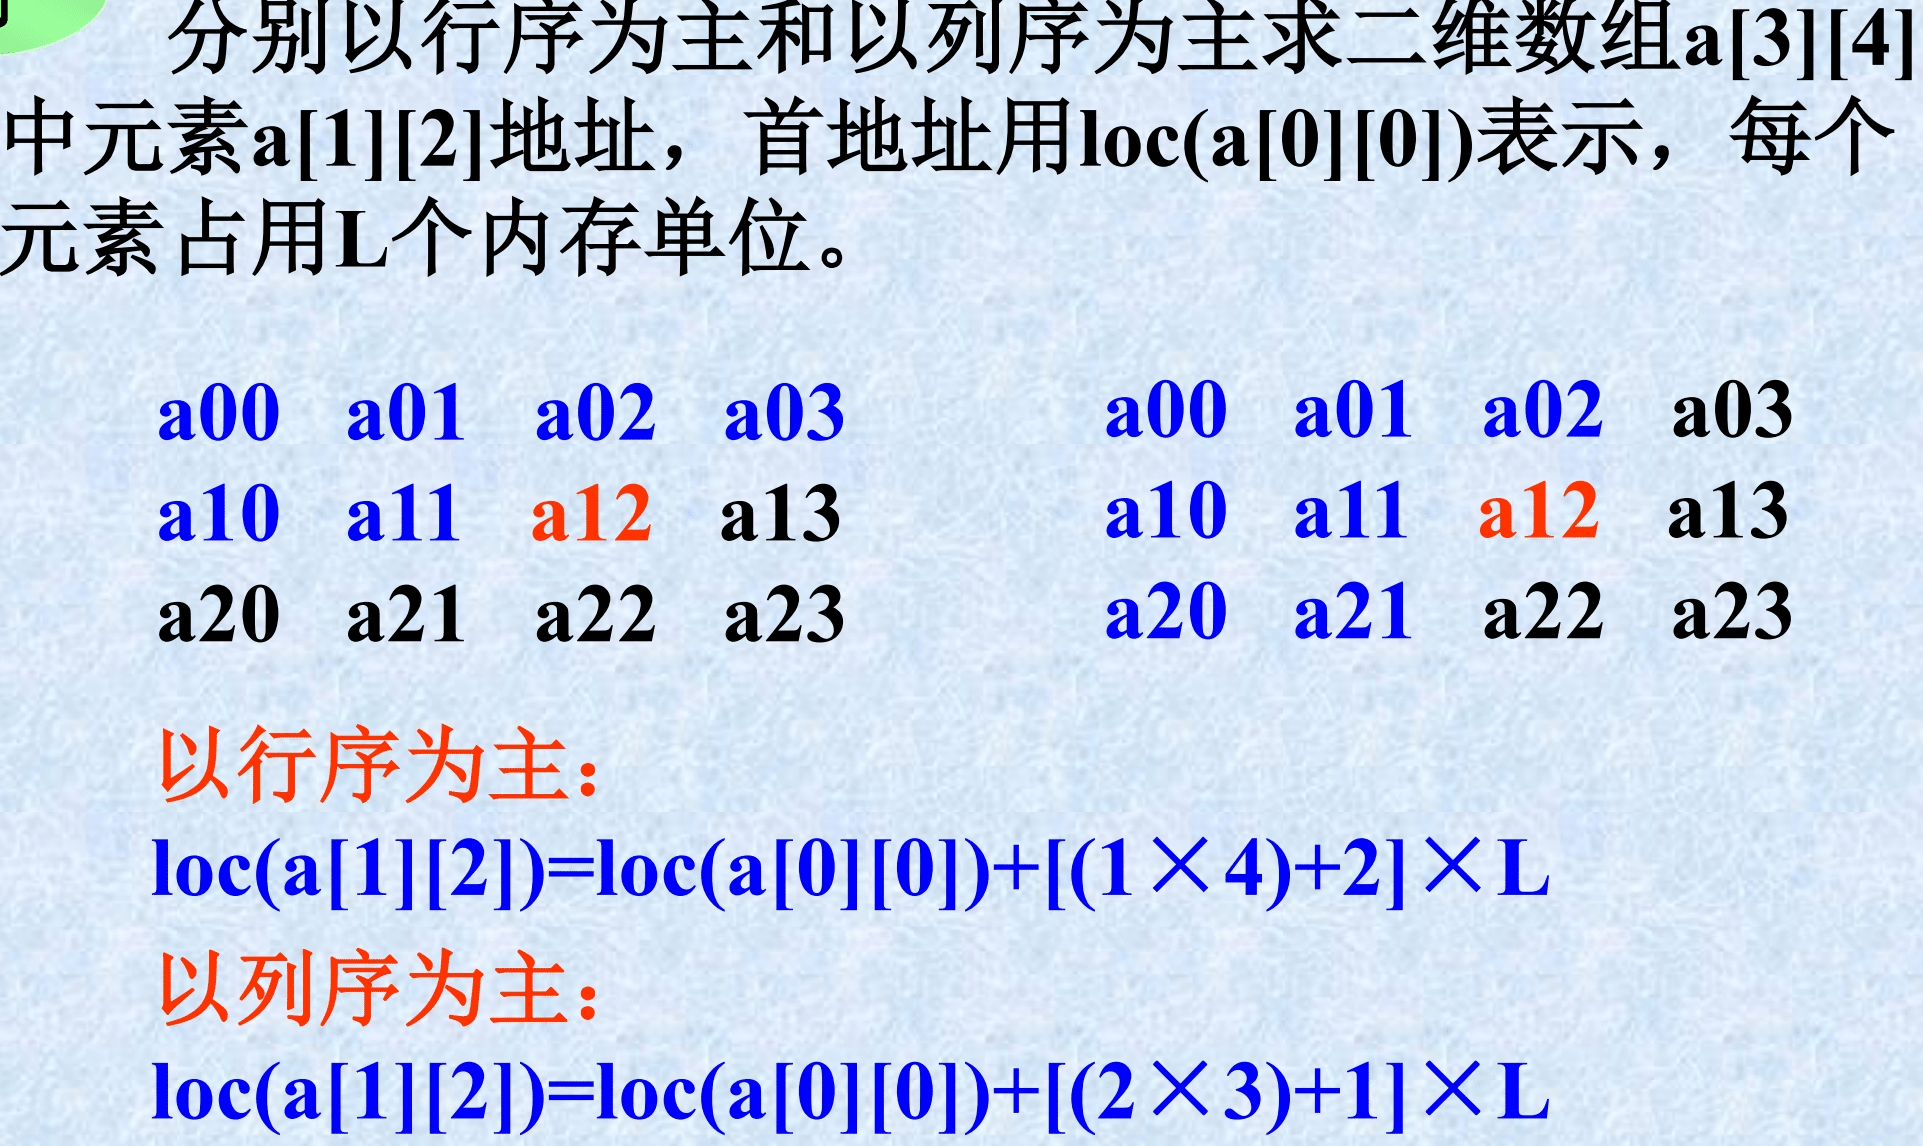 分别以行序为主和以列序为主求二维数组a[3][4]
中元素a[1][2]地址，首地址用loc(a[0][0])表示，每个
元素占用L个内存单位。
a00 a01 a02 a03
a10 a11 a12 a13
a20 a21 a22 a23
a00 a01 a02 a03
a10 a11 a12 a13
a20 a21 a22 a23
以行序为主：
loc(a[1][2])=loc(a[0][0])+[(1×4)+2]×L
以列序为主：
loc(a[1][2])=loc(a[0][0])+[(2×3)+1]×L